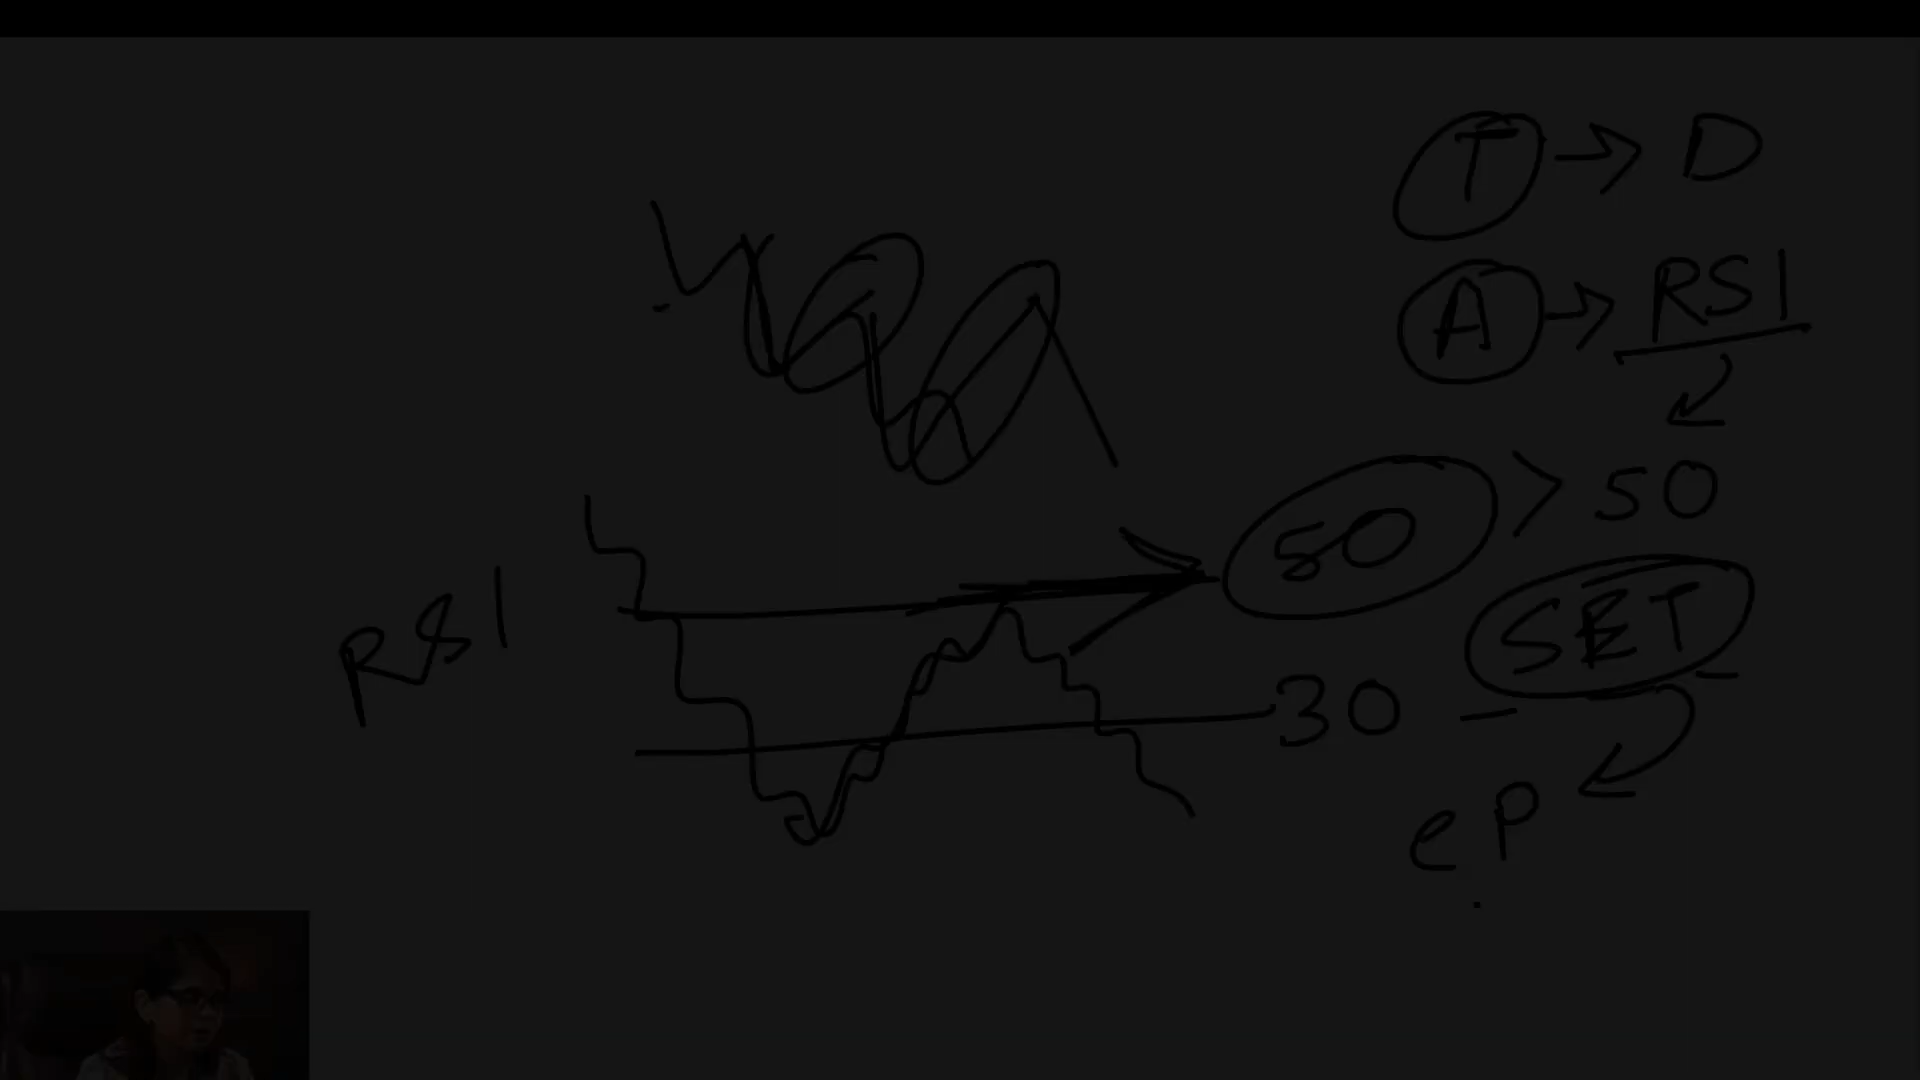 T → D
A → RSI
50 > 50
RSI
SET
30
eP